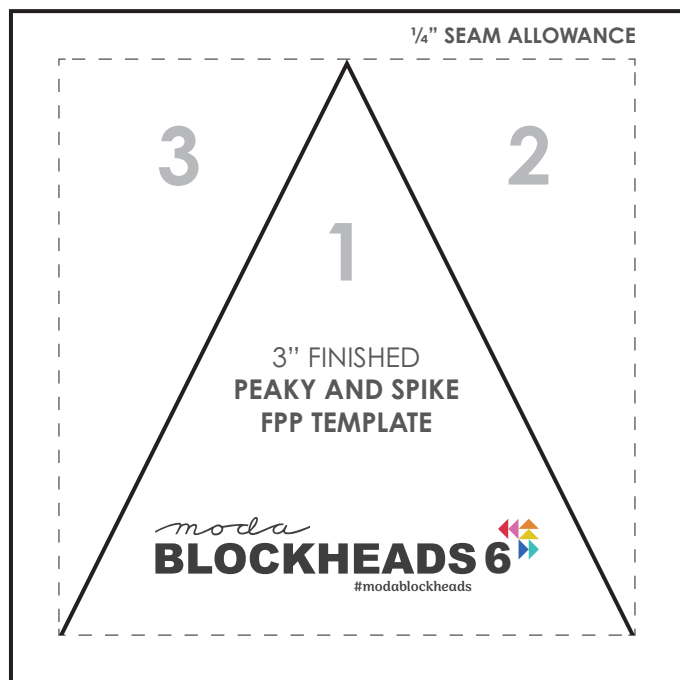 ¼” SEAM ALLOWANCE
3
2
1
3” FINISHED
PEAKY AND SPIKE
FPP TEMPLATE
moda
BLOCKHEADS 6
#modablockheads